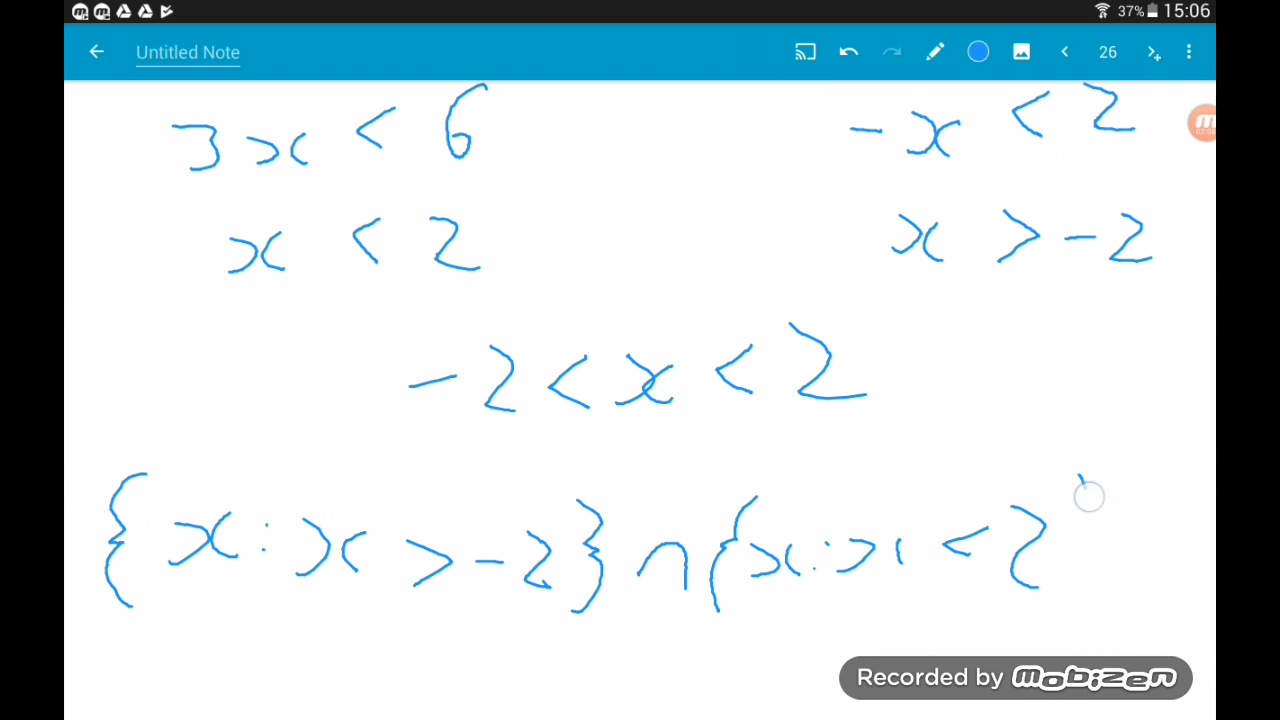 37% 15:06
Untitled Note 26
3x < 6 -x < 2
x < 2 x > -2
-2 < x < 2
{x : x > -2} ∩ {x : x < 2
Recorded by mobizen